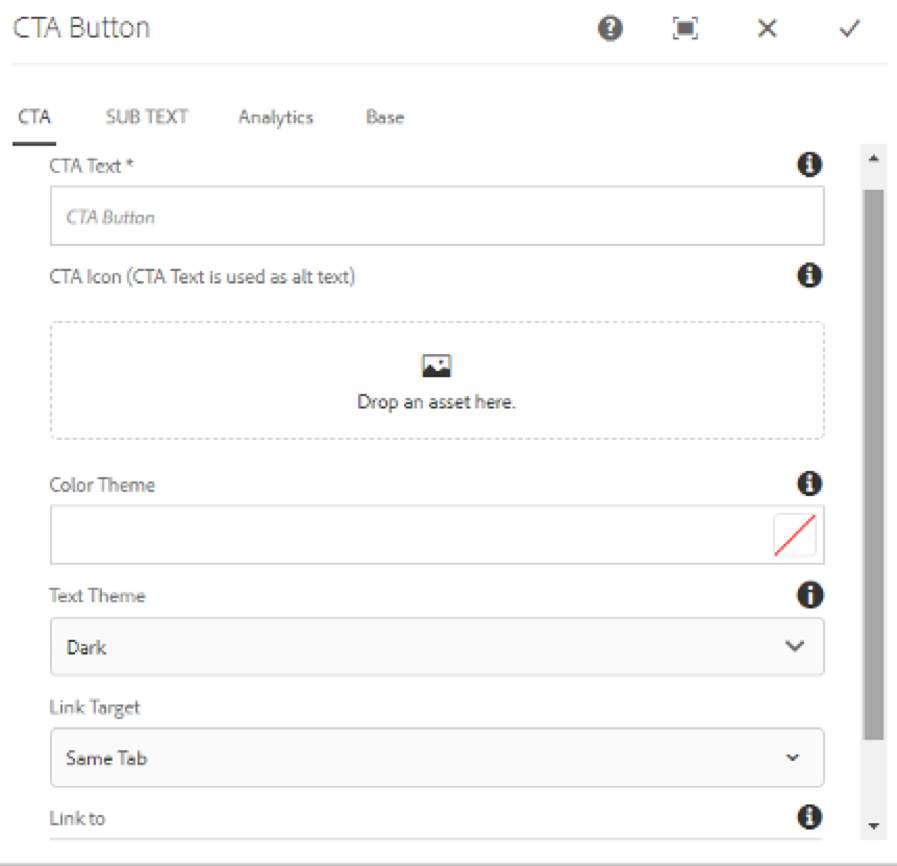 CTA Button
CTA SUB TEXT Analytics Base
CTA Text *
CTA Button
CTA Icon (CTA Text is used as alt text)
Drop an asset here.
Color Theme
Text Theme
Dark
Link Target
Same Tab
Link to